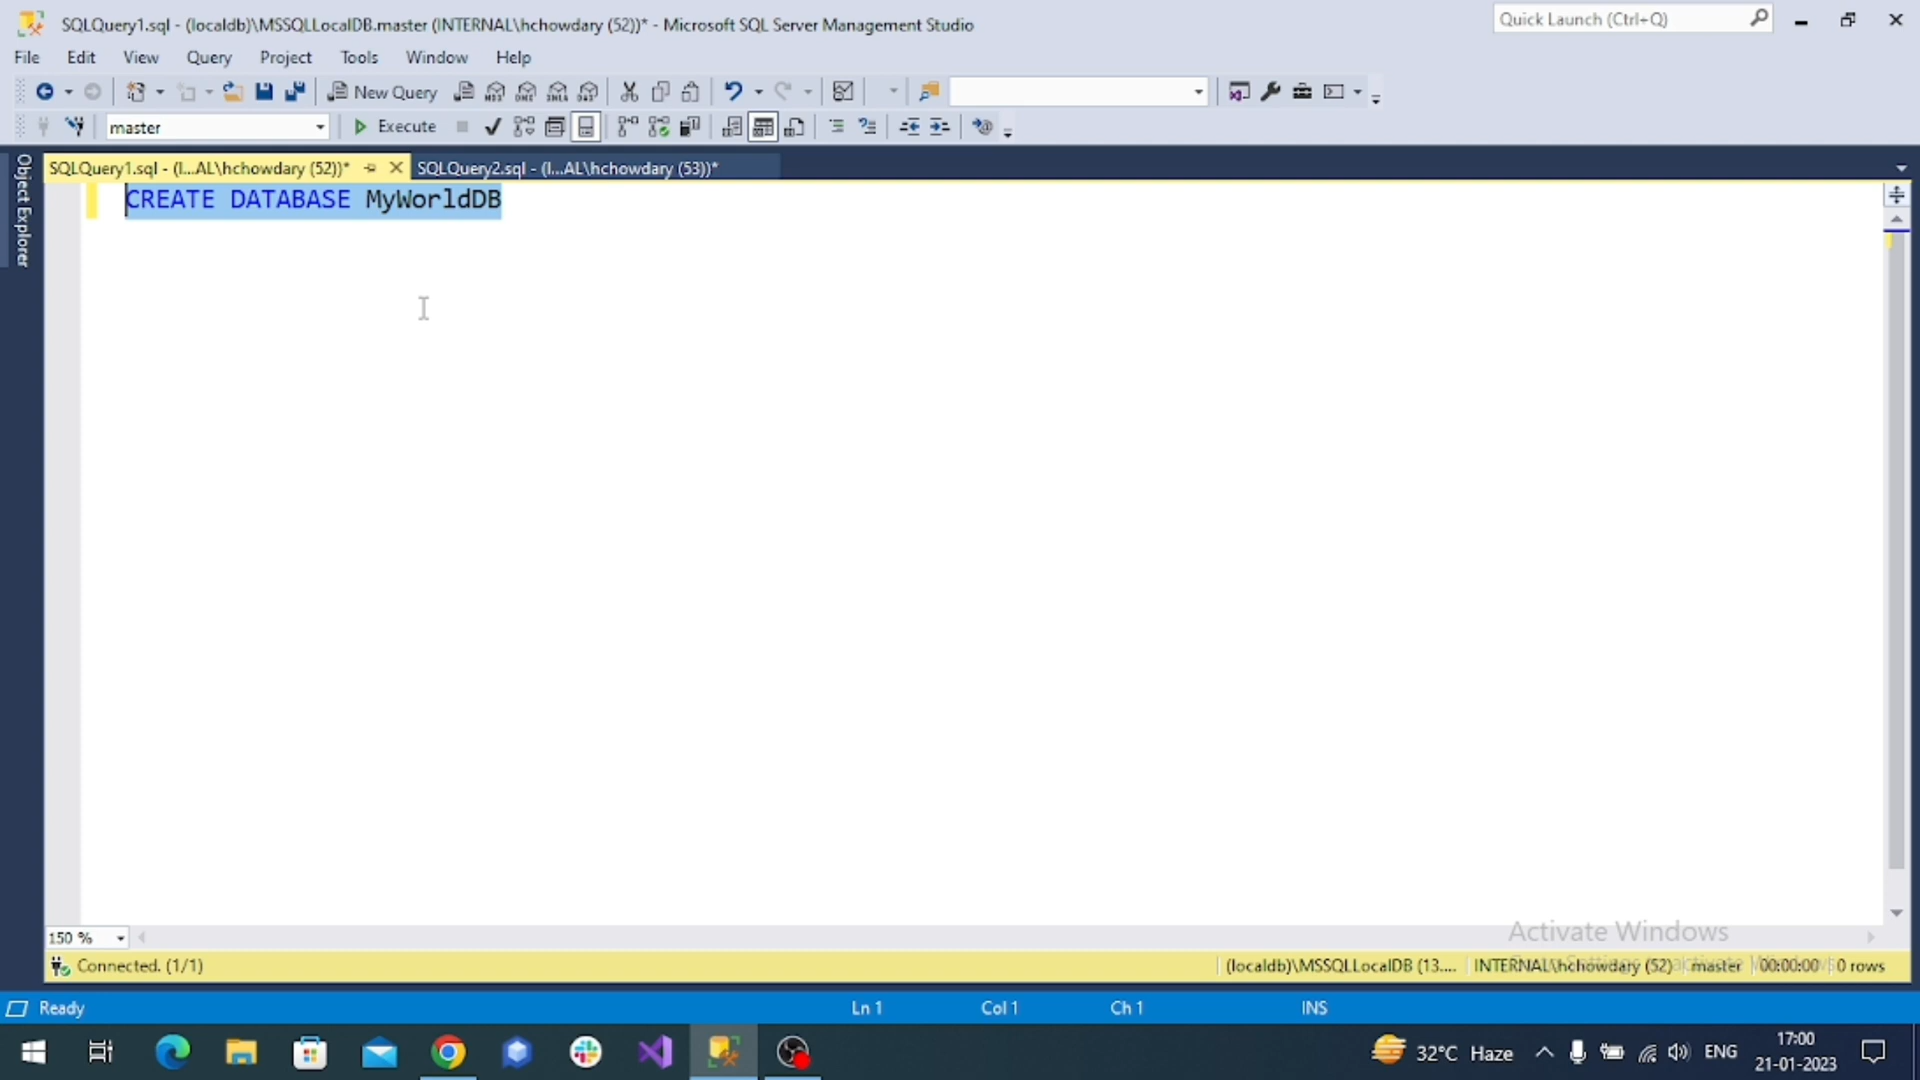 SQLQuery1.sql - (localdb)\MSSQLLocalDB.master (INTERNAL\hchowdary (52))* - Microsoft SQL Server Management Studio
Quick Launch (Ctrl+Q)
File Edit View Query Project Tools Window Help
New Query
master
Execute
SQLQuery1.sql - (l...AL\hchowdary (52))*
SQLQuery2.sql - (l...AL\hchowdary (53))*
Object Explorer
CREATE DATABASE MyWorldDB
Activate Windows
150 %
Connected. (1/1)
(localdb)\MSSQLLocalDB (13....
INTERNAL\hchowdary (52)
master
00:00:00
0 rows
Ready
Ln 1
Col 1
Ch 1
INS
32°C Haze
ENG
17:00
21-01-2023